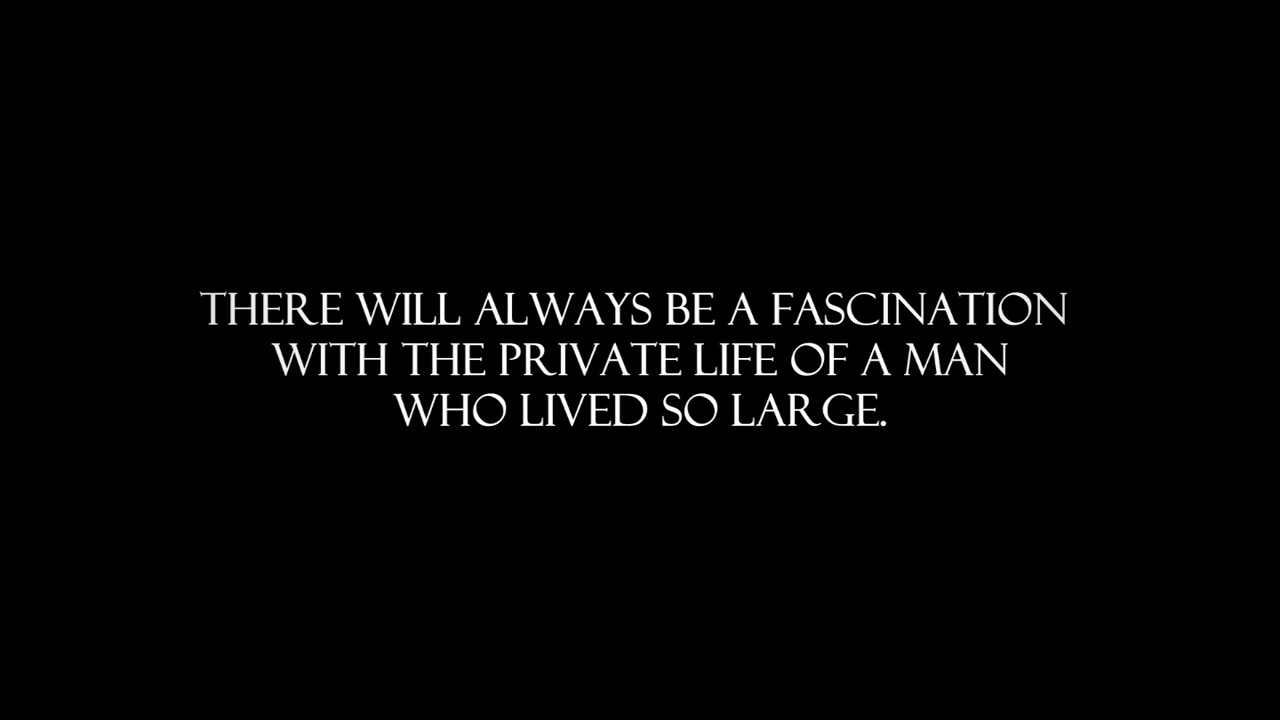 THERE WILL ALWAYS BE A FASCINATION
WITH THE PRIVATE LIFE OF A MAN
WHO LIVED SO LARGE.